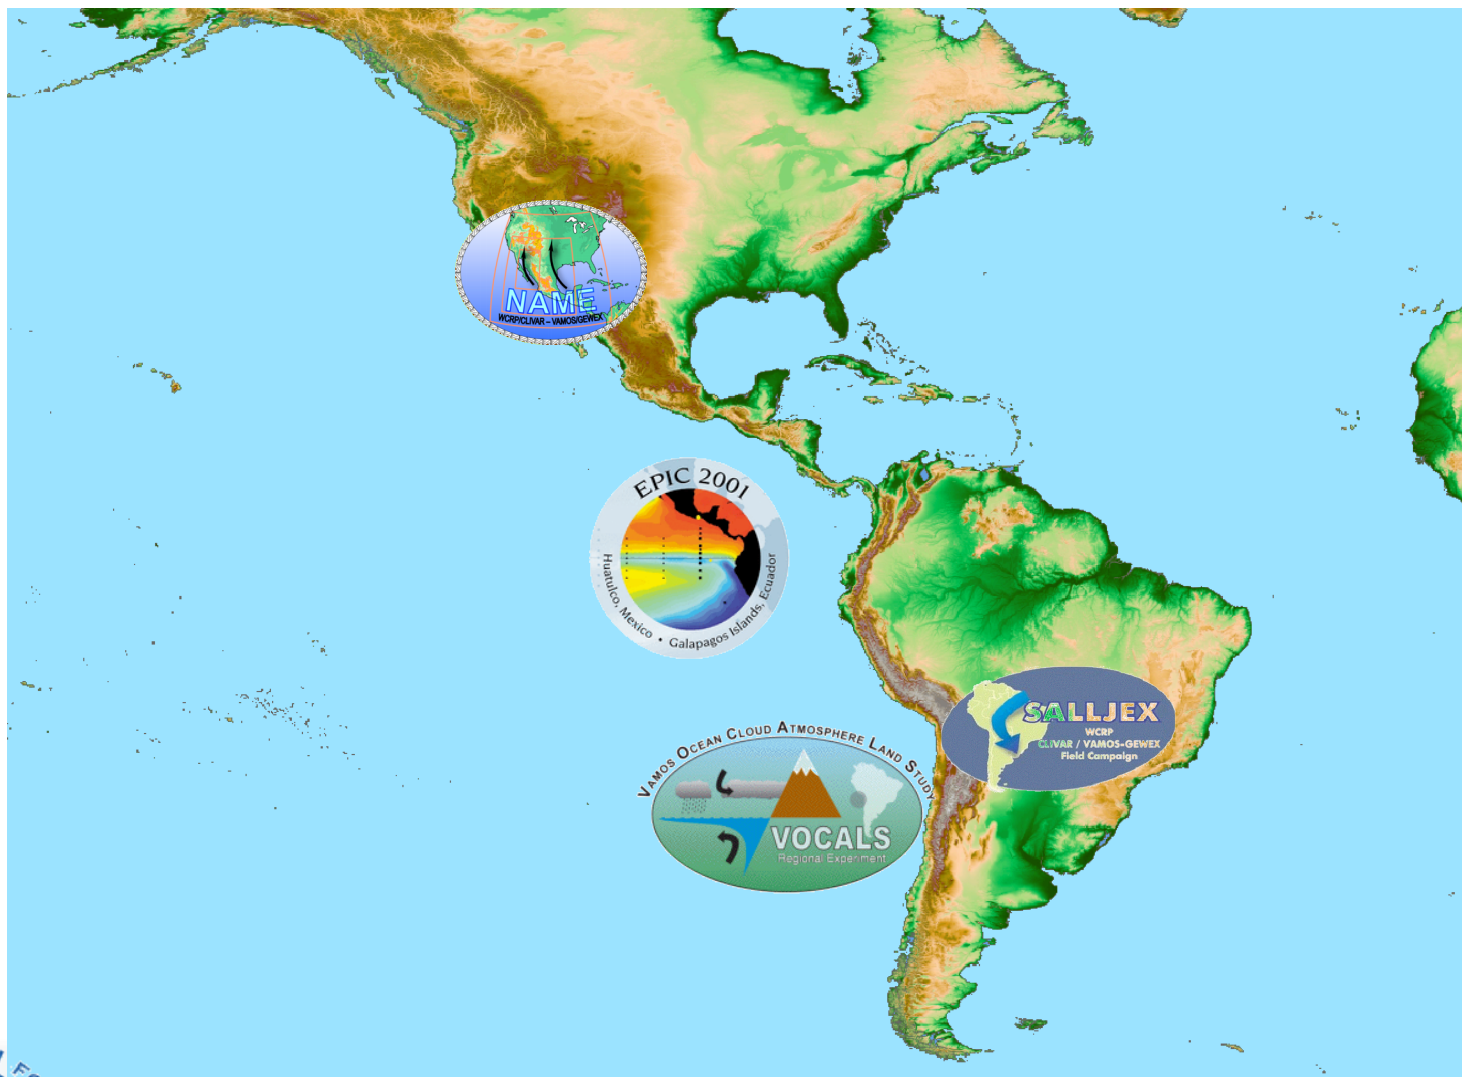 NAME
WCRP/CLIVAR – VAMOS/GEWEX
EPIC 2001
Huatulco, Mexico • Galapagos Islands, Ecuador
SALLJEX
WCRP
CLIVAR / VAMOS-GEWEX
Field Campaign
VAMOS OCEAN CLOUD ATMOSPHERE LAND STUDY
VOCALS
Regional Experiment